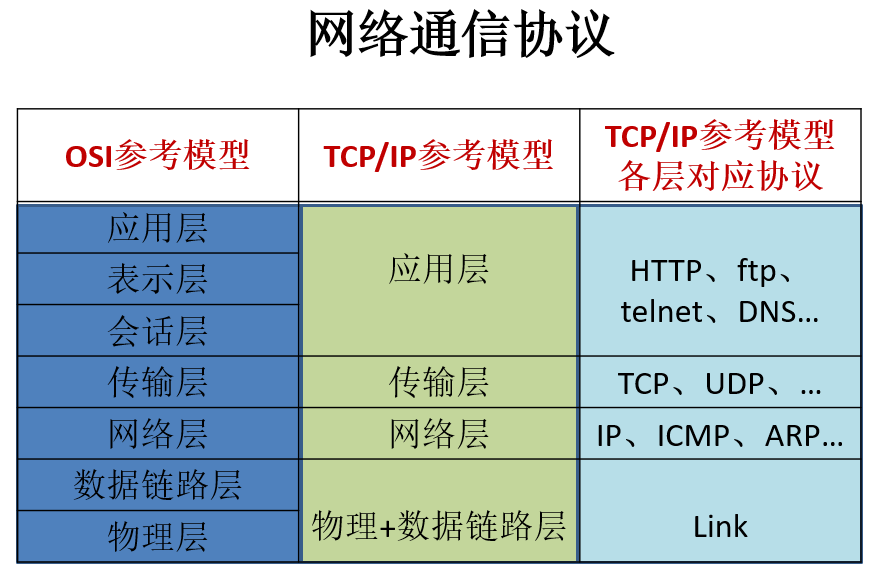 网络通信协议
OSI参考模型
TCP/IP参考模型
TCP/IP参考模型
各层对应协议
应用层
表示层
会话层
应用层
HTTP、ftp、
telnet、DNS...
传输层
传输层
TCP、UDP、...
网络层
网络层
IP、ICMP、ARP...
数据链路层
物理层
物理+数据链路层
Link